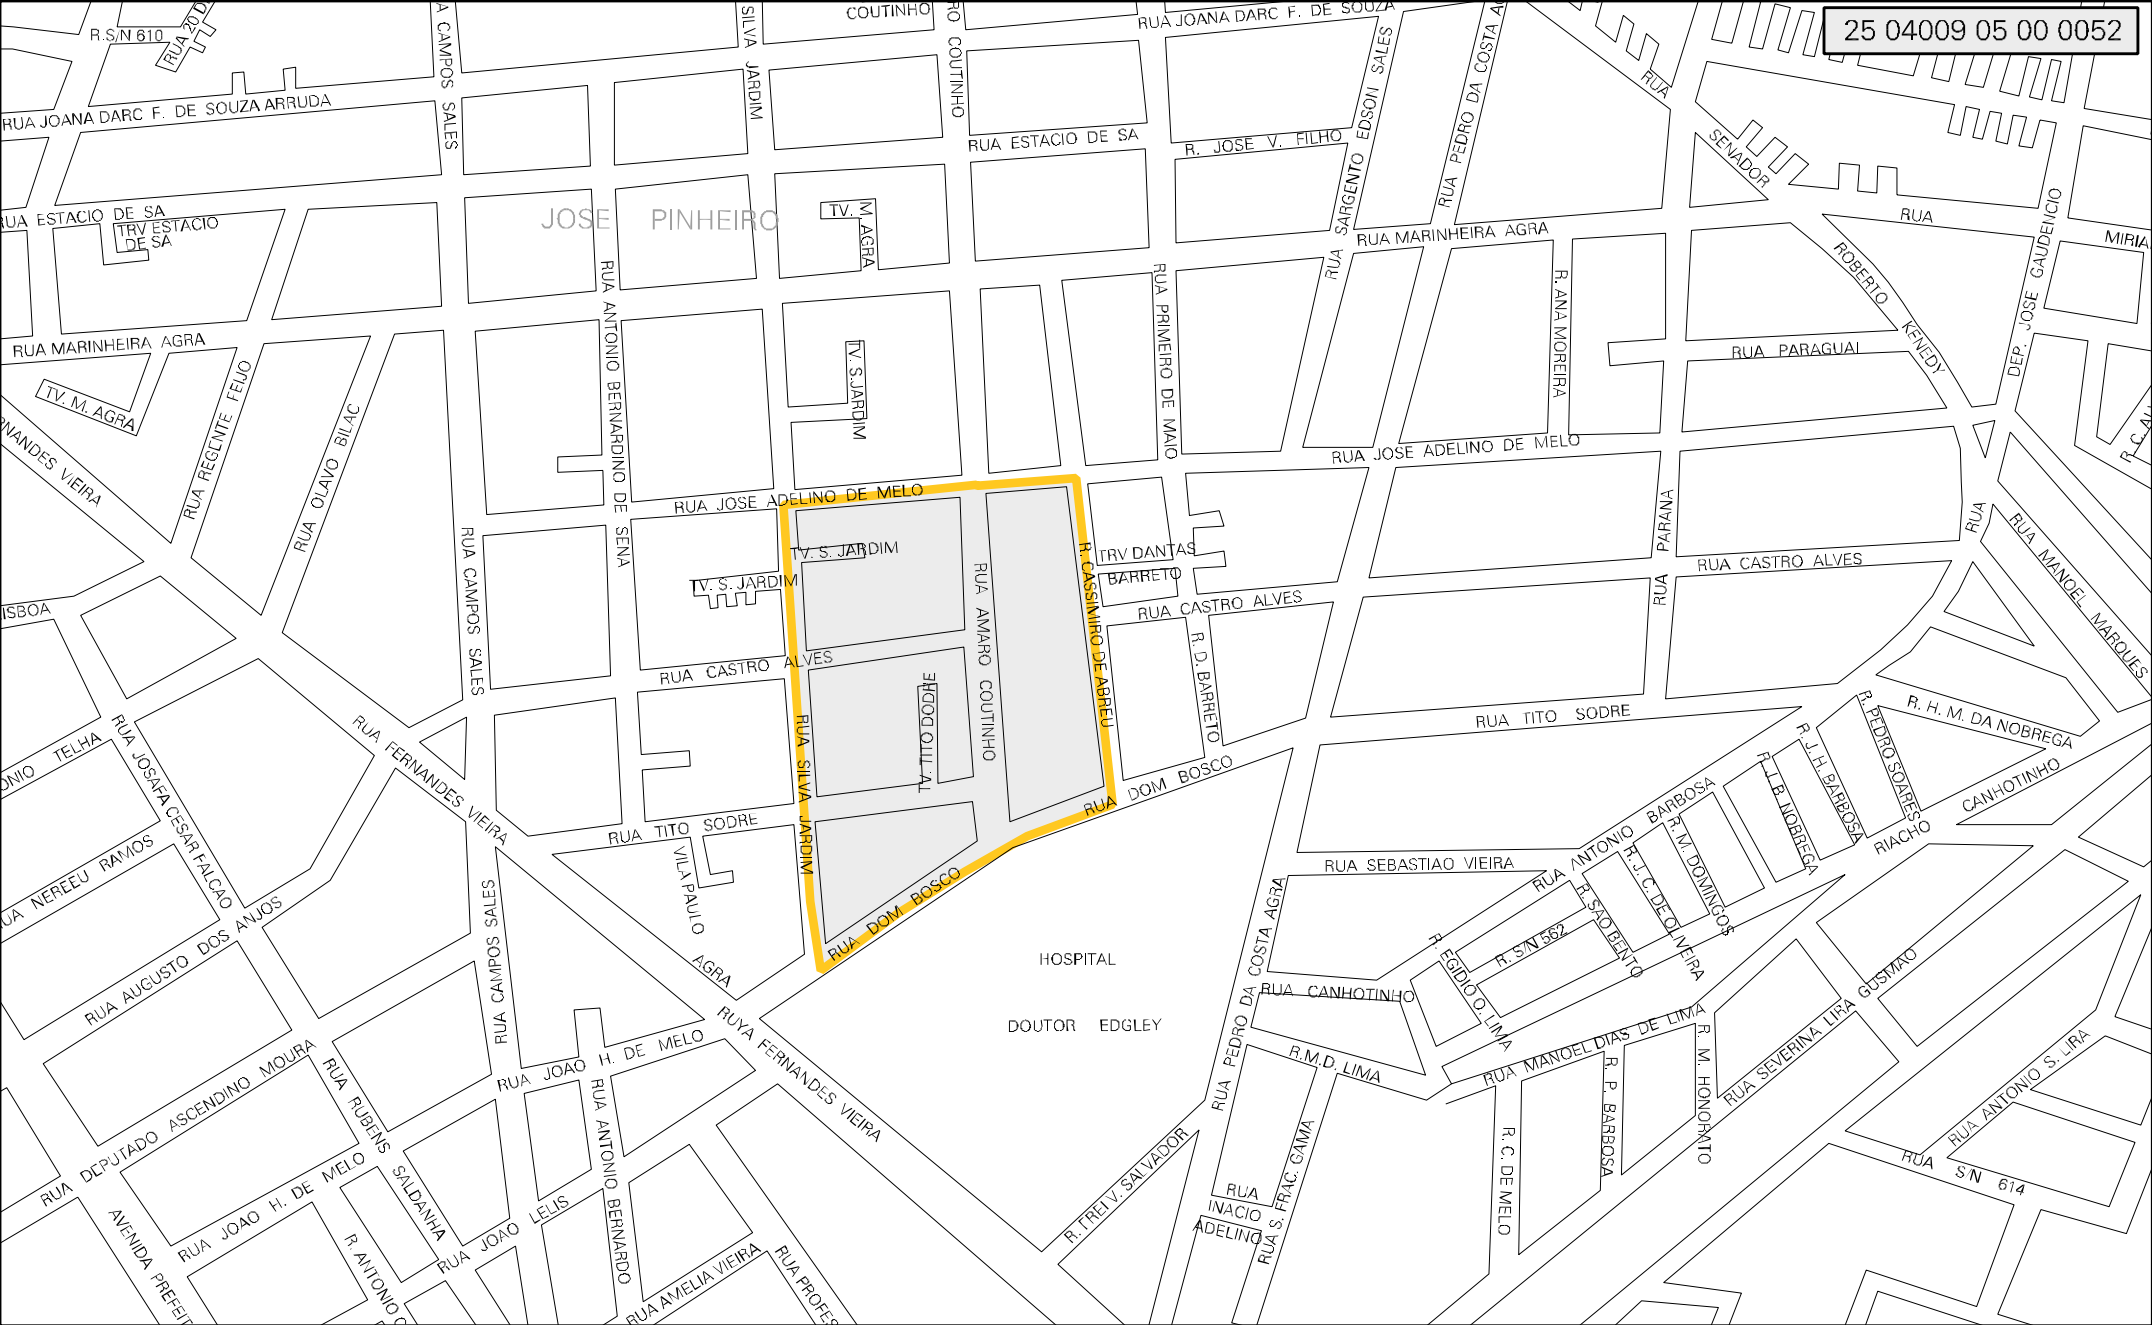 25 04009 05 00 0052
COUTINHO
RUA JOANA DARC F. DE SOUZA
R.S/N 610
RUA 20 D
A CAMPOS SALES
SILVA JARDIM
RO COUTINHO
RUA SARGENTO EDSON SALES
RUA PEDRO DA COSTA AG
RUA
SENADOR
ROBERTO
KENEDY
RUA JOANA DARC F. DE SOUZA ARRUDA
RUA ESTACIO DE SA
R. JOSE V. FILHO
RUA ESTACIO DE SA
TRV ESTACIO
DE SA
JOSE PINHEIRO
TV. M. AGRA
RUA MARINHEIRA AGRA
RUA
DEP. JOSE GAUDENCIO
MIRIA
RUA MARINHEIRA AGRA
TV. M. AGRA
RUA REGENTE FEIJO
RUA OLAVO BILAC
RUA ANTONIO BERNARDINO DE SENA
TV. S.JARDIM
RUA PRIMEIRO DE MAIO
R. ANA MOREIRA
RUA PARAGUAI
RNANDES VIEIRA
R. C. AL
RUA JOSE ADELINO DE MELO
RUA JOSE ADELINO DE MELO
RUA PARANA
RUA
RUA MANOEL MARQUES
RUA CAMPOS SALES
TV. S. JARDIM
TV. S. JARDIM
RUA AMARO COUTINHO
R. CASSIMIRO DE ABREU
TRV DANTAS
BARRETO
RUA CASTRO ALVES
RUA CASTRO ALVES
R. D. BARRETO
ISBOA
RUA CASTRO ALVES
TV. TITO DODRE
RUA SILVA JARDIM
RUA TITO SODRE
R. H. M. DA NOBREGA
R. PEDRO SOARES
R. J. H. BARBOSA
R. J. B. NOBREGA
CANHOTINHO
RIACHO
RUA FERNANDES VIEIRA
ONIO TELHA
RUA JOSAFA CESAR FALCAO
RUA DOM BOSCO
RUA TITO SODRE
VILA PAULO
AGRA
RUA ANTONIO BARBOSA
RUA SEBASTIAO VIEIRA
R. M. DOMINGOS
R. J. C. DE OLIVEIRA
R. SAO BENTO
R. S/N 562
R. EGIDIO O. LIMA
UA NEREEU RAMOS
RUA AUGUSTO DOS ANJOS
RUA CAMPOS SALES
RUA DOM BOSCO
HOSPITAL
DOUTOR EDGLEY
RUA PEDRO DA COSTA AGRA
RUA CANHOTINHO
R.M.D. LIMA
RUA MANOEL DIAS DE LIMA
R. M. HONORATO
R. P. BARBOSA
R. C. DE MELO
RUA SEVERINA LIRA GUSMAO
RUA ANTONIO S. LIRA
RUA S/N 614
RUYA FERNANDES VIEIRA
RUA JOAO H. DE MELO
RUA ANTONIO BERNARDO
RUA DEPUTADO ASCENDINO MOURA
RUA RUBENS SALDANHA
RUA JOAO H. DE MELO
RUA JOAO LELIS
AVENIDA PREFEIT
R. ANTONIO C
RUA AMELIA VIEIRA
RUA PROFES
R. FREI V. SALVADOR
RUA
INACIO
ADELINO
RUA S. FRAC. GAMA